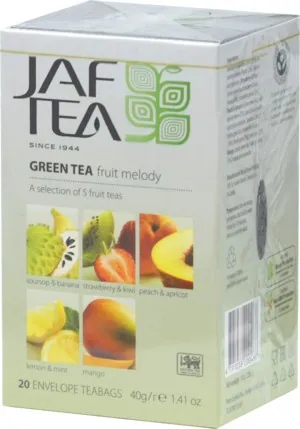 JAF
TEA
SINCE 1944
GREEN TEA fruit melody
A selection of 5 fruit teas
soursop & banana strawberry & kiwi peach & apricot
lemon & mint mango
20 ENVELOPE TEABAGS 40g/г℮ 1.41 oz